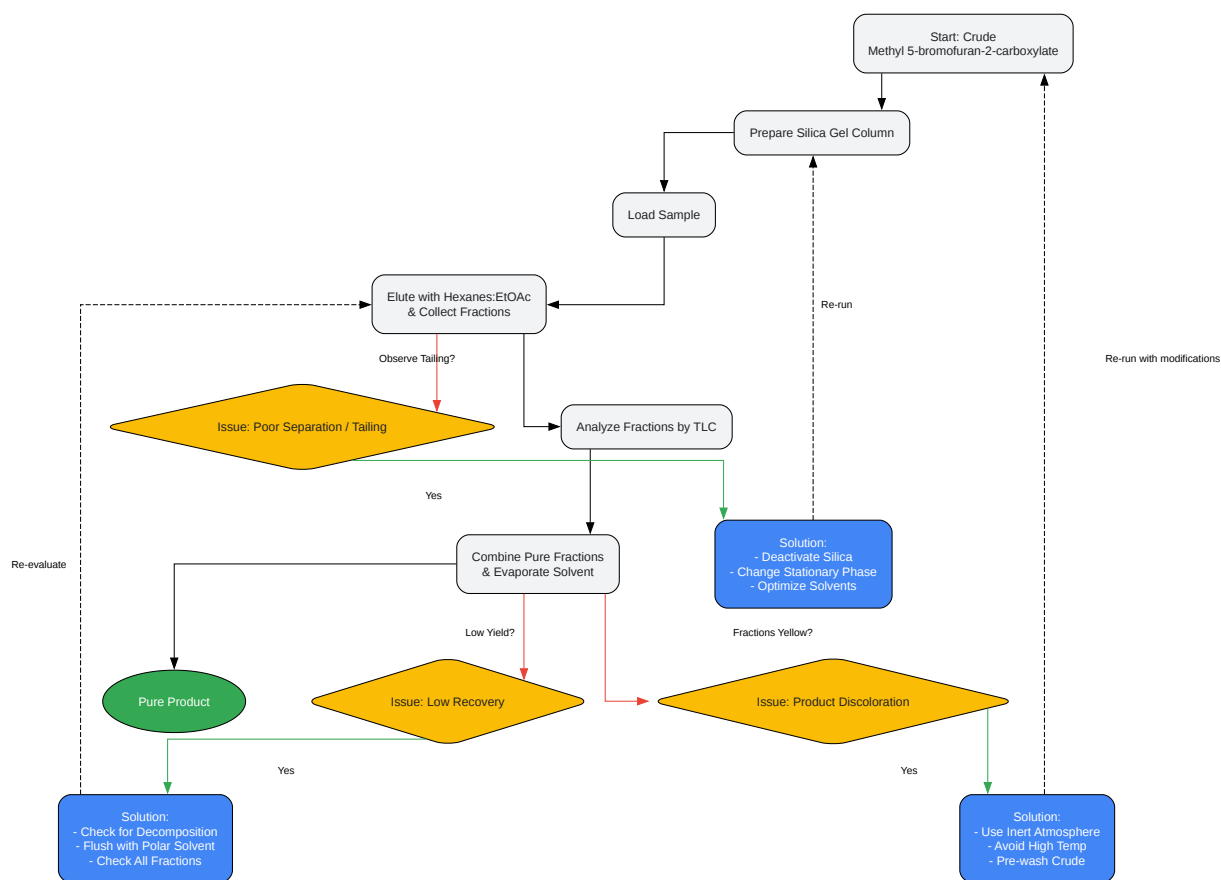 Start: Crude
Methyl 5-bromofuran-2-carboxylate
Prepare Silica Gel Column
Load Sample
Elute with Hexanes:EtOAc
& Collect Fractions
Re-run
Observe Tailing?
Re-run with modifications
Issue: Poor Separation / Tailing
Analyze Fractions by TLC
Yes
Solution:
- Deactivate Silica
- Change Stationary Phase
- Optimize Solvents
Combine Pure Fractions
& Evaporate Solvent
Re-evaluate
Low Yield?
Fractions Yellow?
Pure Product
Issue: Low Recovery
Issue: Product Discoloration
Yes
Yes
Solution:
- Check for Decomposition
- Flush with Polar Solvent
- Check All Fractions
Solution:
- Use Inert Atmosphere
- Avoid High Temp
- Pre-wash Crude